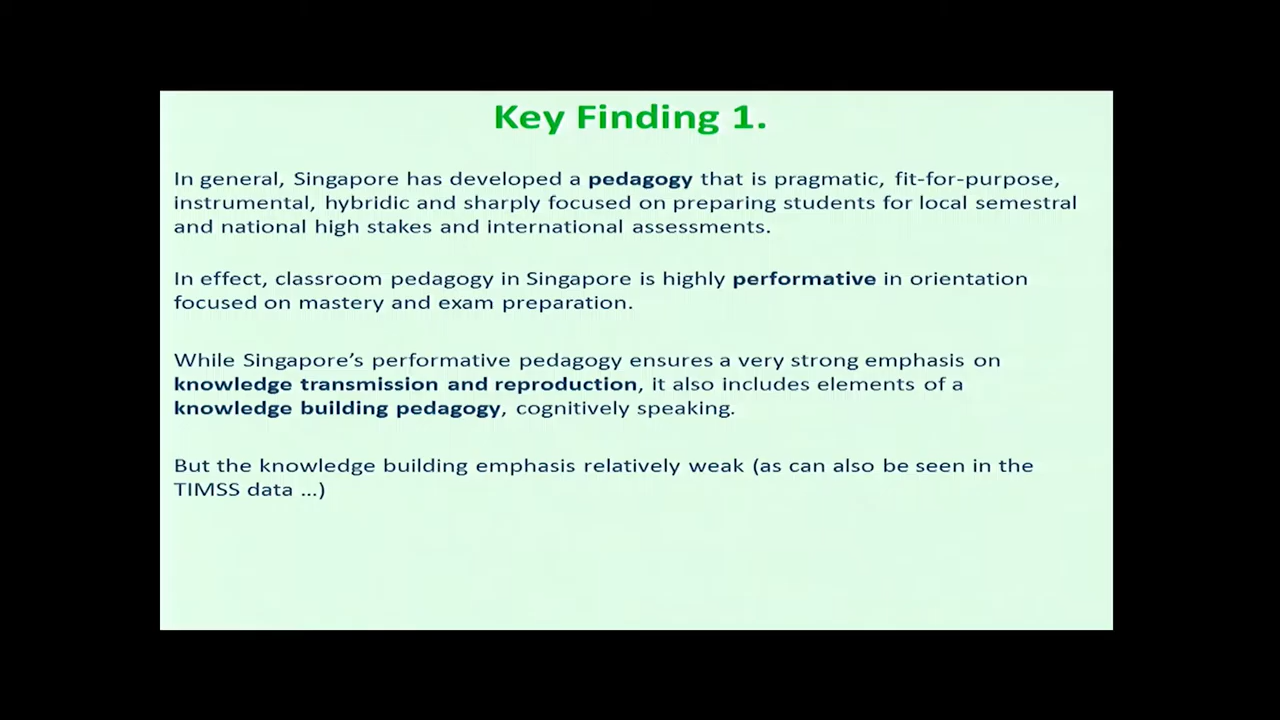 Key Finding 1.
In general, Singapore has developed a pedagogy that is pragmatic, fit-for-purpose,
instrumental, hybridic and sharply focused on preparing students for local semestral
and national high stakes and international assessments.
In effect, classroom pedagogy in Singapore is highly performative in orientation
focused on mastery and exam preparation.
While Singapore’s performative pedagogy ensures a very strong emphasis on
knowledge transmission and reproduction, it also includes elements of a
knowledge building pedagogy, cognitively speaking.
But the knowledge building emphasis relatively weak (as can also be seen in the
TIMSS data ...)